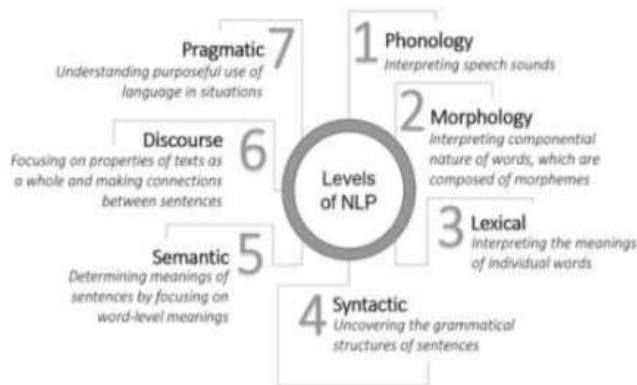 Levels
of NLP
1
Phonology
Interpreting speech sounds
2
Morphology
Interpreting componential
nature of words, which are
composed of morphemes
3
Lexical
Interpreting the meanings
of individual words
4
Syntactic
Uncovering the grammatical
structures of sentences
5
Semantic
Determining meanings of
sentences by focusing on
word-level meanings
6
Discourse
Focusing on properties of texts as
a whole and making connections
between sentences
7
Pragmatic
Understanding purposeful use of
language in situations